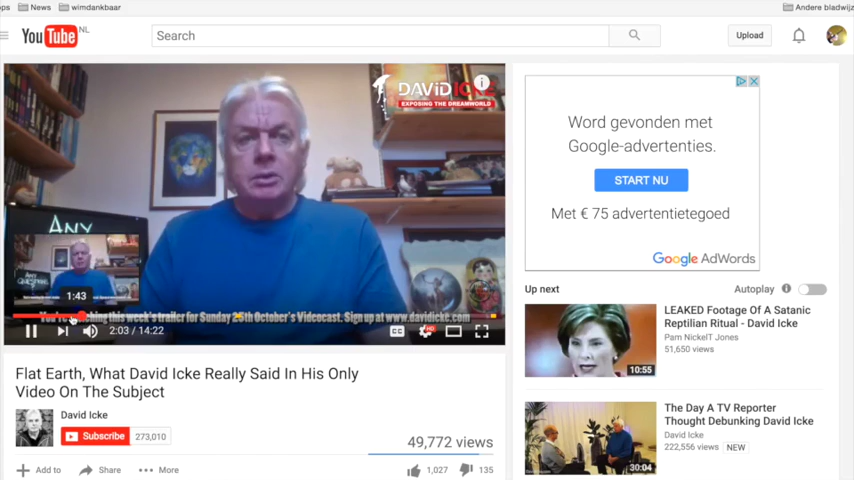 ps News wimdankbaar Andere bladwijz
YouTube NL Search Upload
DAVID ICKE
EXPOSING THE DREAMWORLD
ANY
1:43
watching this week's trailer for Sunday 25th October's Videocast. Sign up at www.davidicke.com
2:03 / 14:22 CC HD
Flat Earth, What David Icke Really Said In His Only
Video On The Subject
David Icke
Subscribe 273,010
49,772 views
Add to Share More 1,027 135
Word gevonden met
Google-advertenties.
START NU
Met € 75 advertentietegoed
Google AdWords
Up next Autoplay
LEAKED Footage Of A Satanic
Reptilian Ritual - David Icke
Pam NickelT Jones
51,650 views
10:55
The Day A TV Reporter
Thought Debunking David Icke
David Icke
222,556 views NEW
30:04